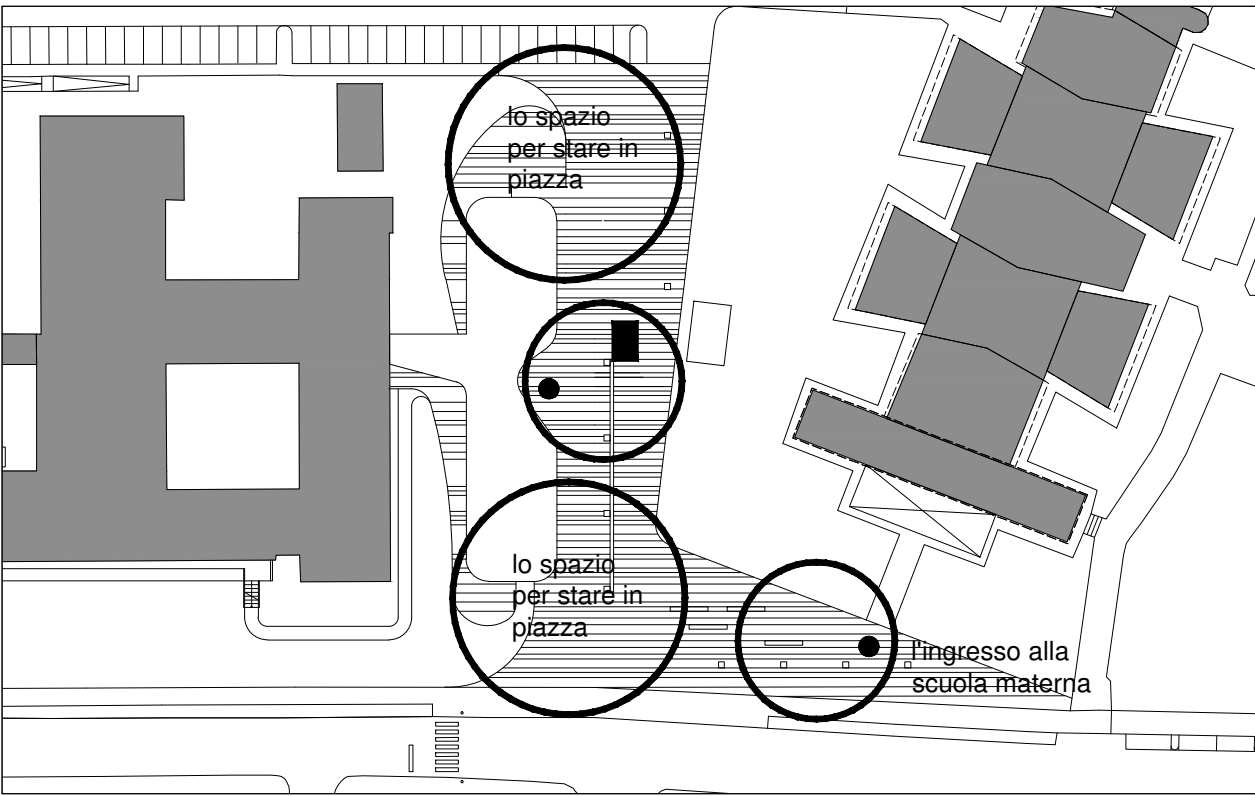 lo spazio
per stare in
piazza
lo spazio
per stare in
piazza
l'ingresso alla
scuola materna